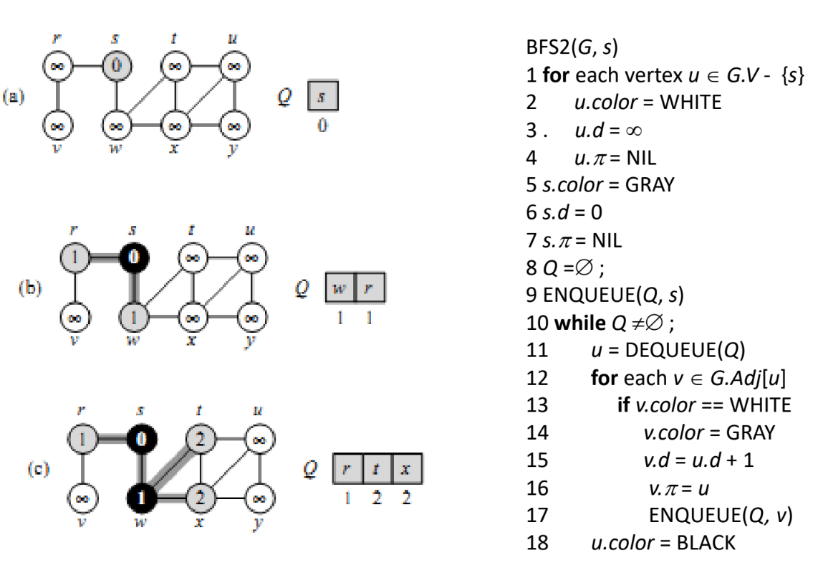 r s t u
∞ 0 ∞ ∞
(a) Q s
∞ ∞ ∞ ∞ 0
v w x y
r s t u
1 0 ∞ ∞
(b) Q w r
∞ 1 ∞ ∞ 1 1
v w x y
r s t u
1 0 2 ∞
(c) Q r t x
∞ 1 2 ∞ 1 2 2
v w x y
BFS2(G, s)
1 for each vertex u ∈ G.V - {s}
2 u.color = WHITE
3 . u.d = ∞
4 u.π = NIL
5 s.color = GRAY
6 s.d = 0
7 s.π = NIL
8 Q =∅ ;
9 ENQUEUE(Q, s)
10 while Q ≠∅ ;
11 u = DEQUEUE(Q)
12 for each v ∈ G.Adj[u]
13 if v.color == WHITE
14 v.color = GRAY
15 v.d = u.d + 1
16 v.π = u
17 ENQUEUE(Q, v)
18 u.color = BLACK